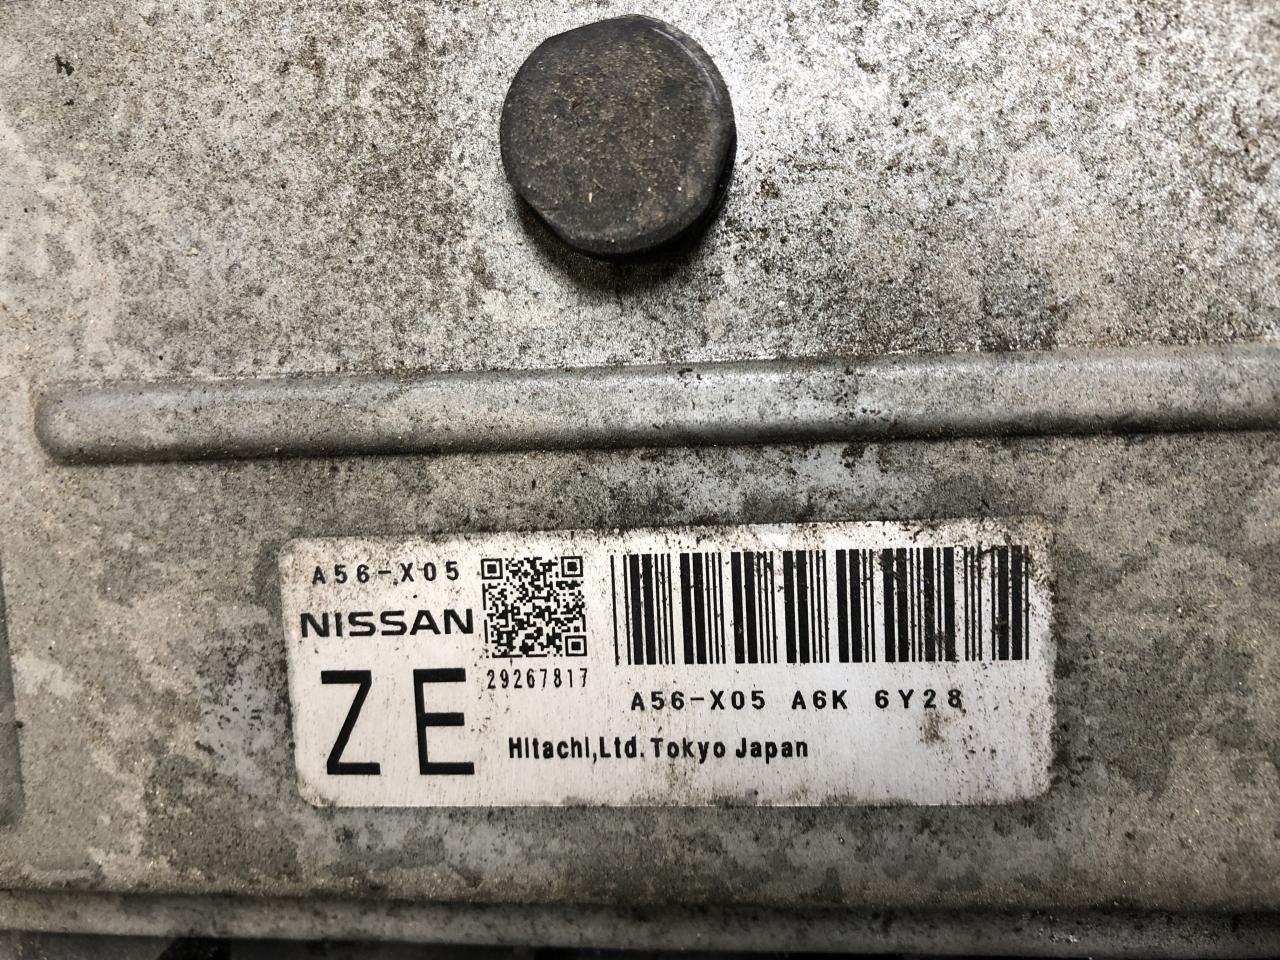 A56-X05
NISSAN
ZE
29267817
A56-X05 A6K 6Y28
Hitachi,Ltd. Tokyo Japan